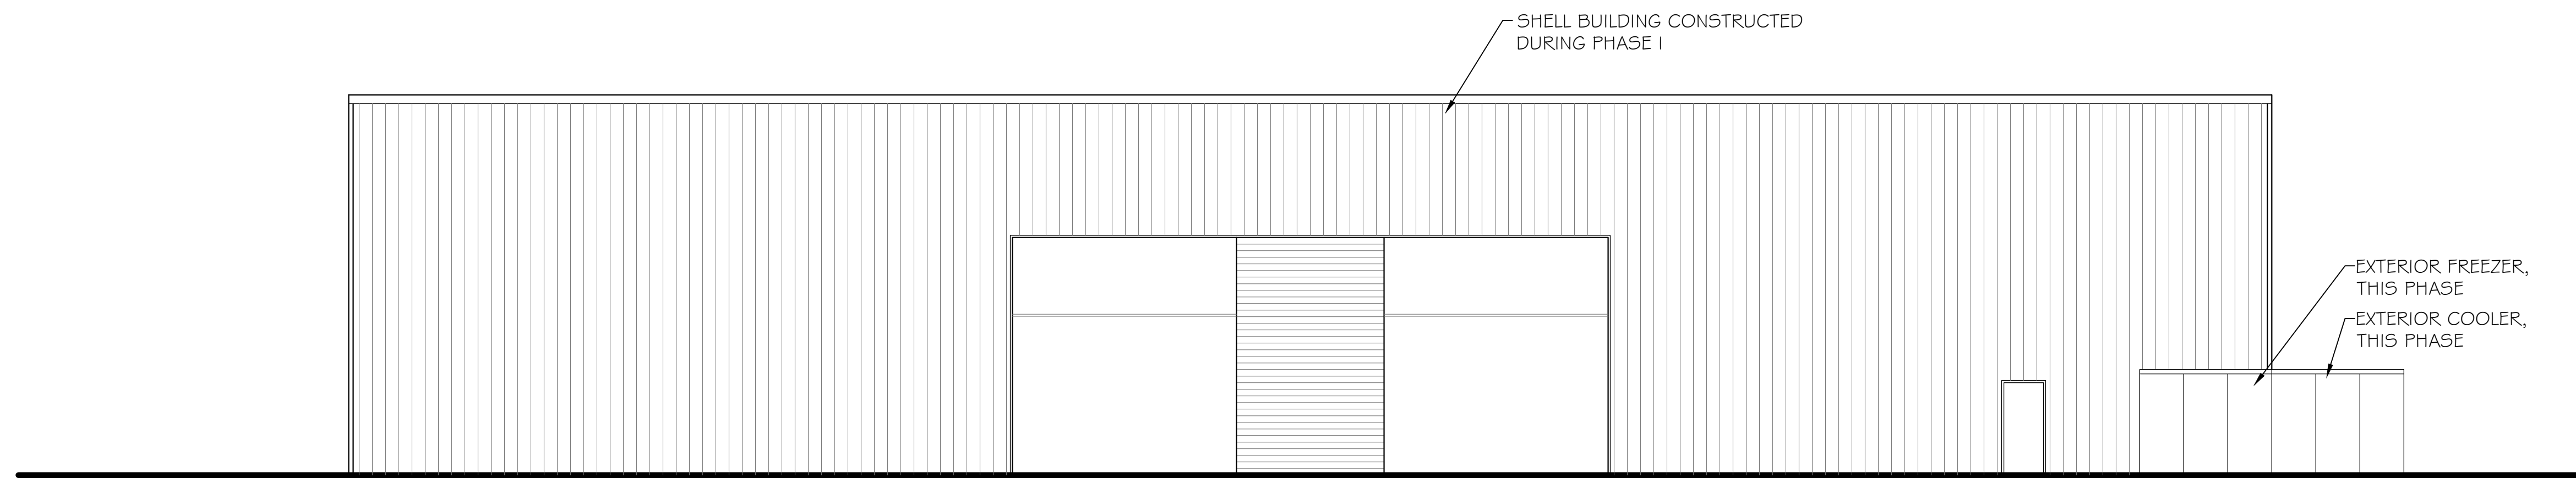 SHELL BUILDING CONSTRUCTED
DURING PHASE I
EXTERIOR FREEZER,
THIS PHASE
EXTERIOR COOLER,
THIS PHASE